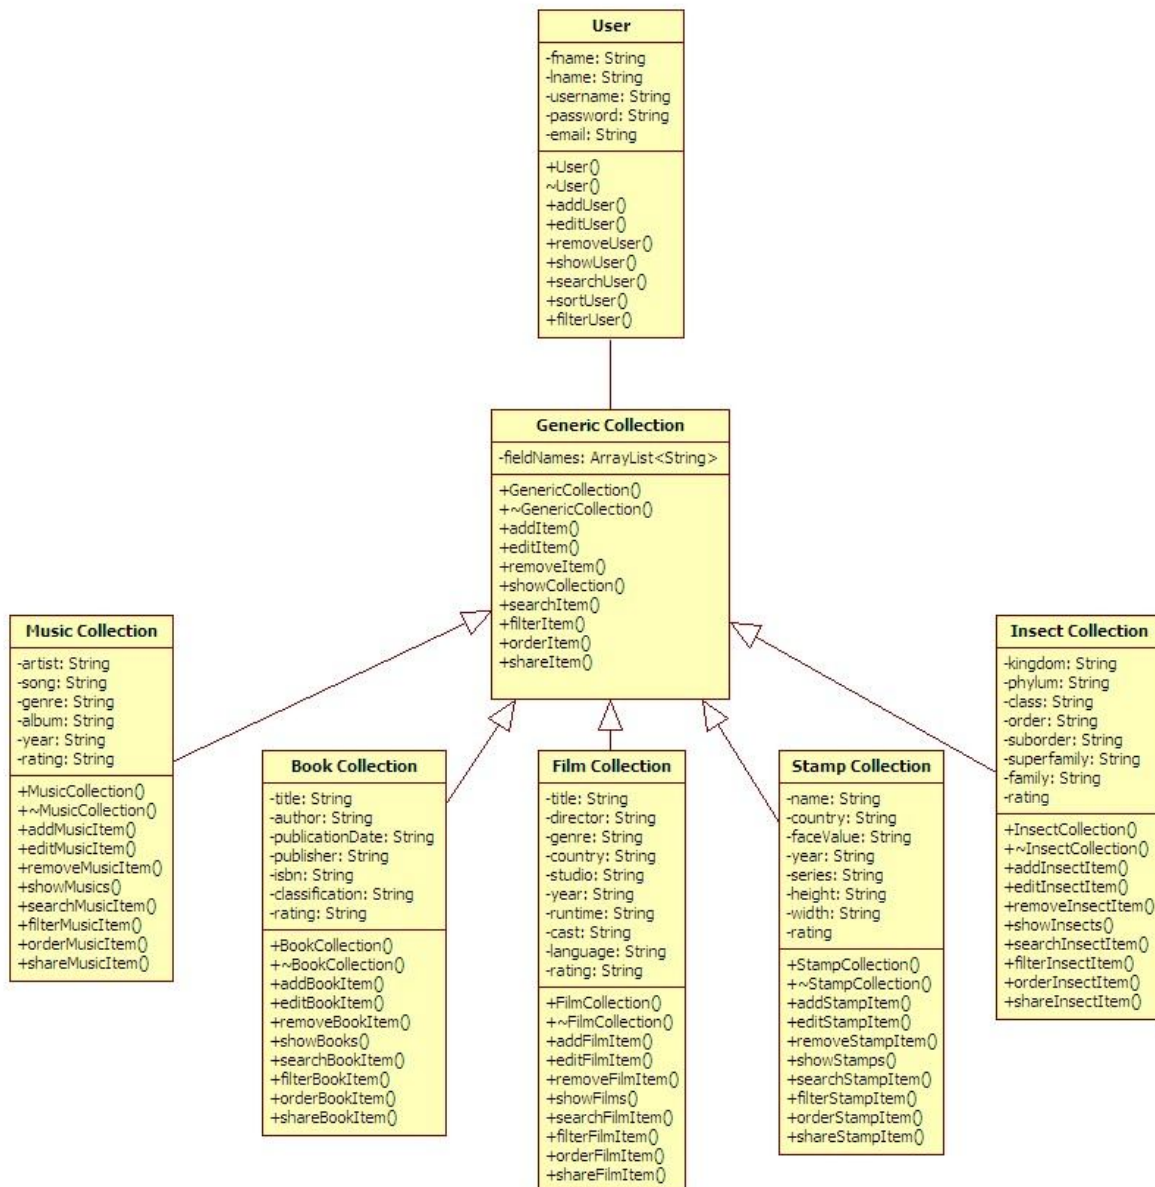 User
-fname: String
-lname: String
-username: String
-password: String
-email: String
+User()
~User()
+addUser()
+editUser()
+removeUser()
+showUser()
+searchUser()
+sortUser()
+filterUser()
Generic Collection
-fieldNames: ArrayList<String>
+GenericCollection()
+~GenericCollection()
+addItem()
+editItem()
+removeItem()
+showCollection()
+searchItem()
+filterItem()
+orderItem()
+shareItem()
Music Collection
-artist: String
-song: String
-genre: String
-album: String
-year: String
-rating: String
+MusicCollection()
+~MusicCollection()
+addMusicItem()
+editMusicItem()
+removeMusicItem()
+showMusics()
+searchMusicItem()
+filterMusicItem()
+orderMusicItem()
+shareMusicItem()
Book Collection
-title: String
-author: String
-publicationDate: String
-publisher: String
-isbn: String
-classification: String
-rating: String
+BookCollection()
+~BookCollection()
+addBookItem()
+editBookItem()
+removeBookItem()
+showBooks()
+searchBookItem()
+filterBookItem()
+orderBookItem()
+shareBookItem()
Film Collection
-title: String
-director: String
-genre: String
-country: String
-studio: String
-year: String
-runtime: String
-cast: String
-language: String
-rating: String
+FilmCollection()
+~FilmCollection()
+addFilmItem()
+editFilmItem()
+removeFilmItem()
+showFilms()
+searchFilmItem()
+filterFilmItem()
+orderFilmItem()
+shareFilmItem()
Stamp Collection
-name: String
-country: String
-faceValue: String
-year: String
-series: String
-height: String
-width: String
-rating
+StampCollection()
+~StampCollection()
+addStampItem()
+editStampItem()
+removeStampItem()
+showStamps()
+searchStampItem()
+filterStampItem()
+orderStampItem()
+shareStampItem()
Insect Collection
-kingdom: String
-phylum: String
-class: String
-order: String
-suborder: String
-superfamily: String
-family: String
-rating
+InsectCollection()
+~InsectCollection()
+addInsectItem()
+editInsectItem()
+removeInsectItem()
+showInsects()
+searchInsectItem()
+filterInsectItem()
+orderInsectItem()
+shareInsectItem()